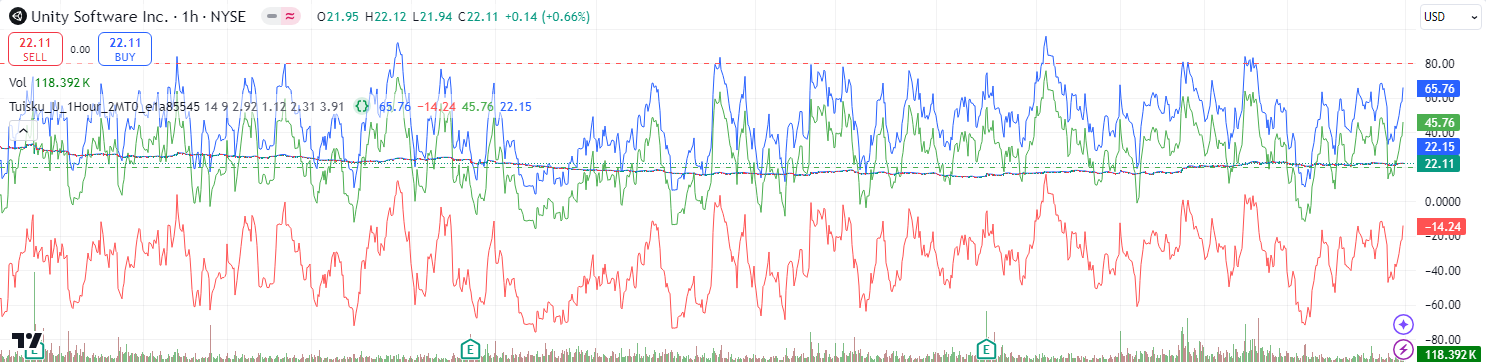 Unity Software Inc. · 1h · NYSE O21.95 H22.12 L21.94 C22.11 +0.14 (+0.66%)
USD
22.11 SELL 0.00 22.11 BUY
Vol 118.392 K
Tuisku_U_1Hour_2MT0_e1a85545 14 9 2.92 1.12 2.31 3.91 {} 65.76 −14.24 45.76 22.15
80.00
65.76
60.00
45.76
40.00
22.15
22.11
0.0000
−14.24
−20.00
−40.00
−60.00
−80.00
118.392 K
E
E
E